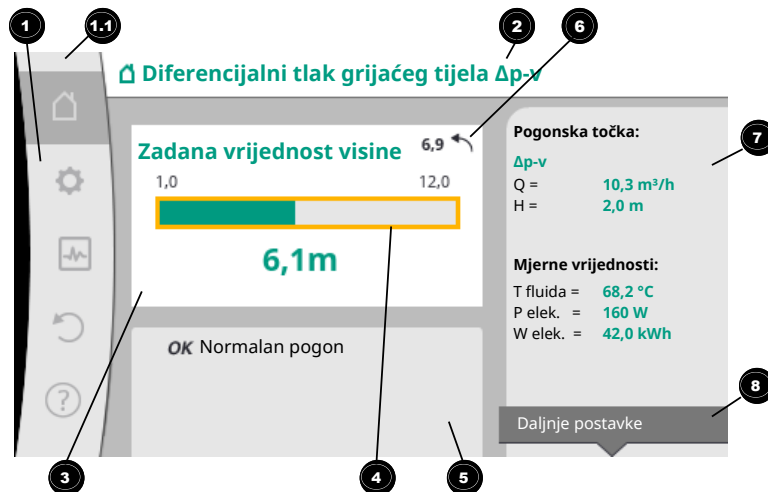 1
1.1
2
6
Diferencijalni tlak grijaćeg tijela Δp-v
Zadana vrijednost visine
6,9
1,0
12,0
6,1m
OK Normalan pogon
Pogonska točka:
7
Δp-v
Q = 10,3 m³/h
H = 2,0 m
Mjerne vrijednosti:
T fluida = 68,2 °C
P elek. = 160 W
W elek. = 42,0 kWh
8
Daljnje postavke
?
3
4
5